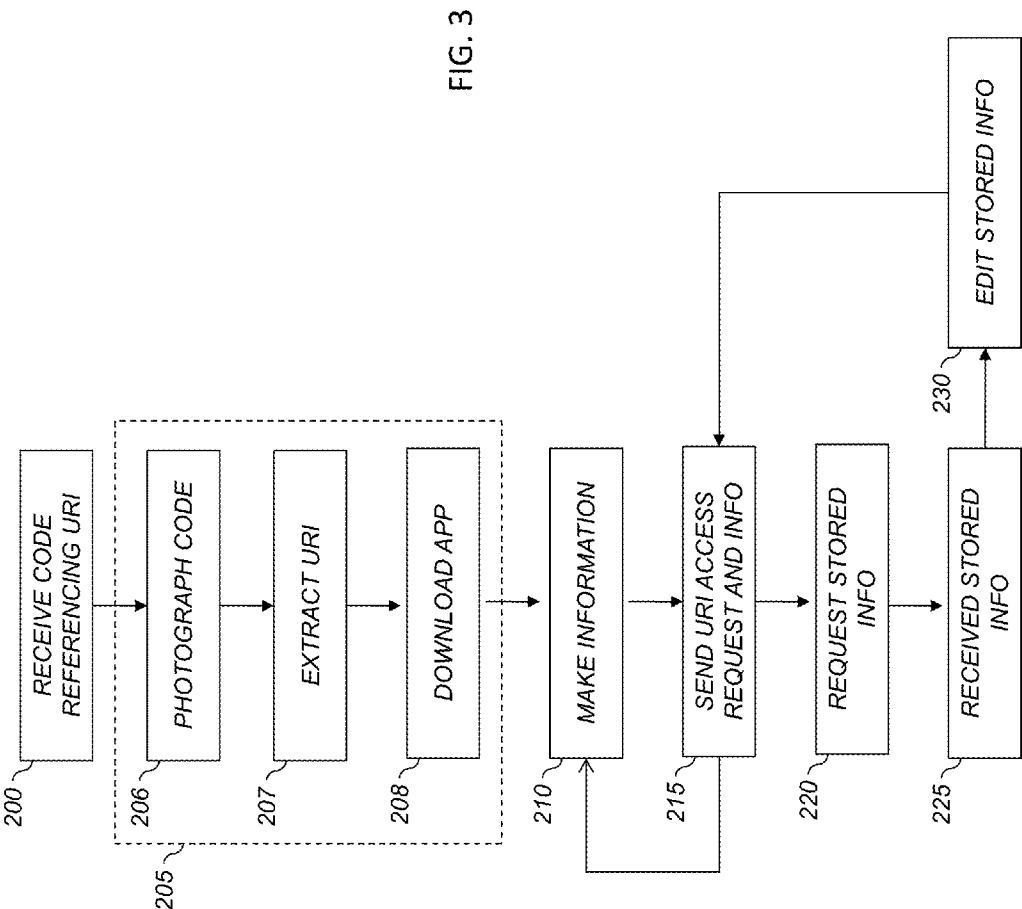 FIG. 3
200
RECEIVE CODE
REFERENCING URI
205
206
PHOTOGRAPH CODE
207
EXTRACT URI
208
DOWNLOAD APP
210
MAKE INFORMATION
215
SEND URI ACCESS
REQUEST AND INFO
220
REQUEST STORED
INFO
225
RECEIVED STORED
INFO
230
EDIT STORED INFO